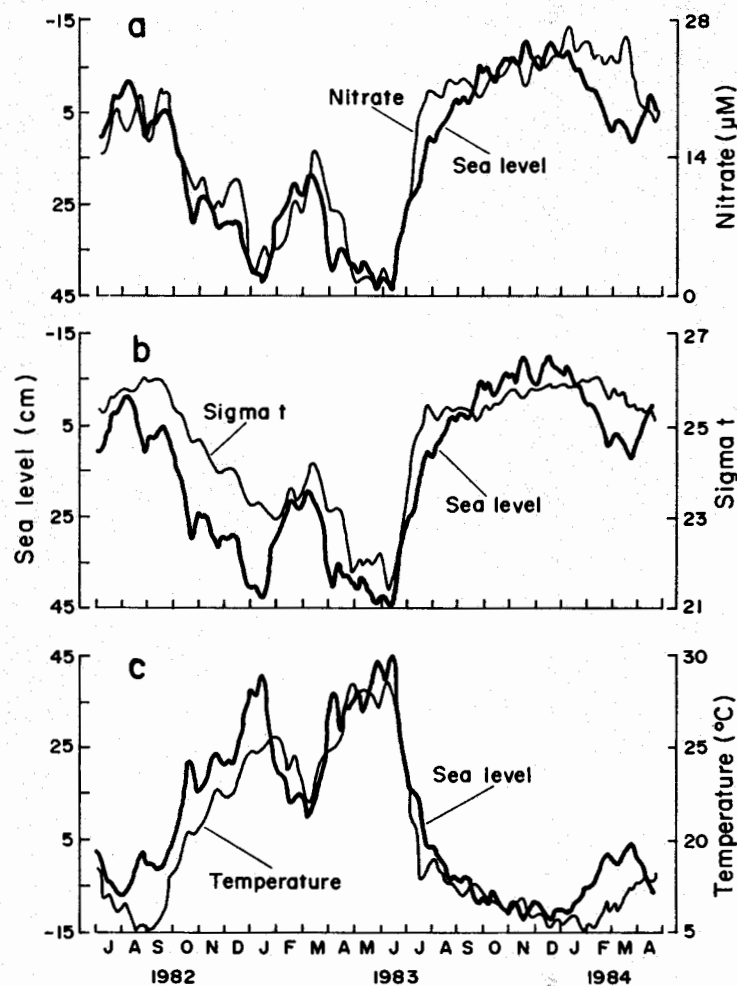 a
-15
5
25
45
28
14
0
Nitrate (μM)
Nitrate
Sea level
b
-15
5
25
45
Sea level (cm)
27
25
23
21
Sigma t
Sigma t
Sea level
c
45
25
5
-15
30
25
20
5
Temperature (°C)
Sea level
Temperature
J A S O N D J F M A M J J A S O N D J F M A
1982 1983 1984